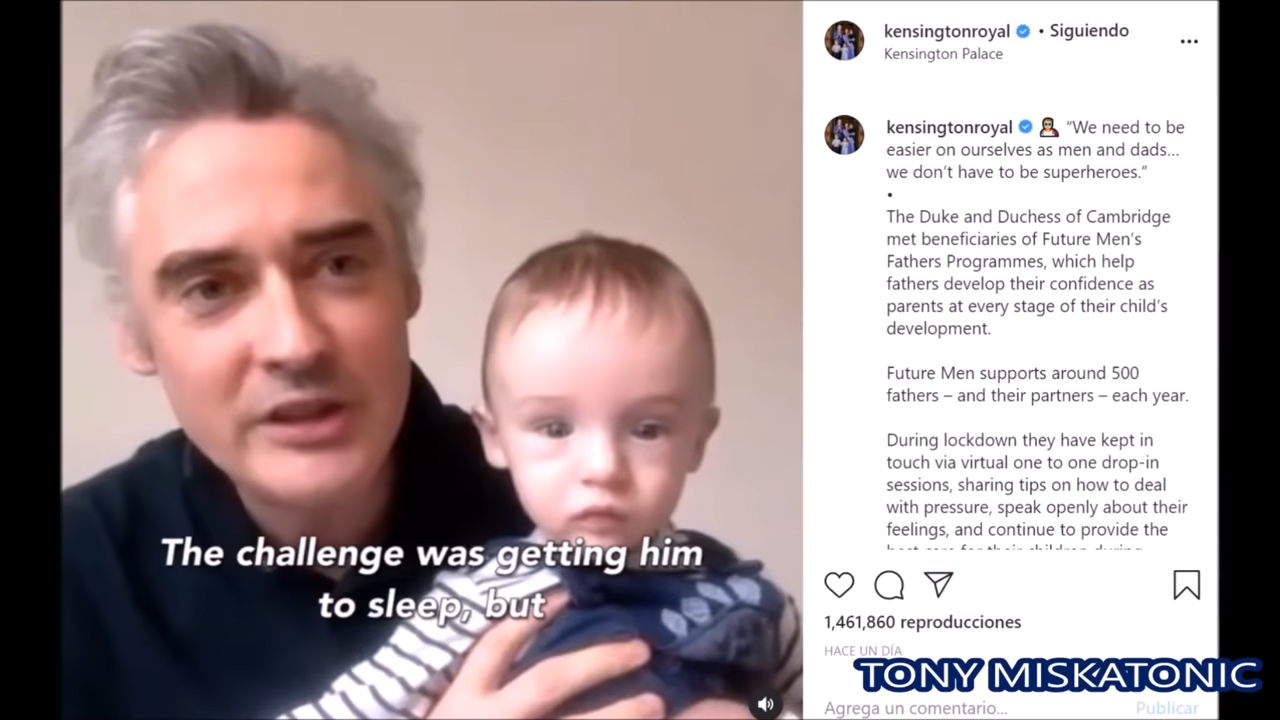 The challenge was getting him
to sleep, but
kensingtonroyal • Siguiendo
Kensington Palace
kensingtonroyal “We need to be
easier on ourselves as men and dads...
we don’t have to be superheroes.”
•
The Duke and Duchess of Cambridge
met beneficiaries of Future Men’s
Fathers Programmes, which help
fathers develop their confidence as
parents at every stage of their child’s
development.
Future Men supports around 500
fathers – and their partners – each year.
During lockdown they have kept in
touch via virtual one to one drop-in
sessions, sharing tips on how to deal
with pressure, speak openly about their
feelings, and continue to provide the
best care for their children during
1,461,860 reproducciones
HACE UN DÍA
TONY MISKATONIC
Agrega un comentario...
Publicar